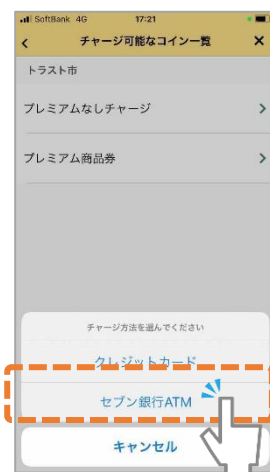 SoftBank 4G 17:21
チャージ可能なコイン一覧
トラスト市
プレミアムなしチャージ
プレミアム商品券
チャージ方法を選んでください
クレジットカード
セブン銀行ATM
キャンセル